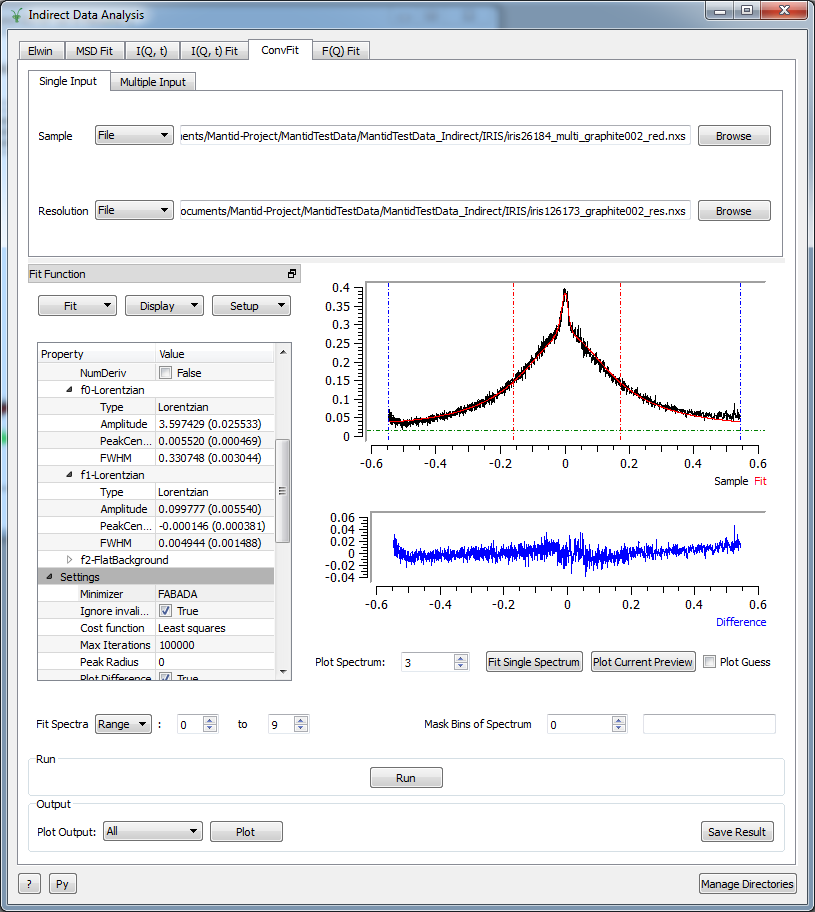 Indirect Data Analysis
Elwin MSD Fit I(Q, t) I(Q, t) Fit ConvFit F(Q) Fit
Single Input Multiple Input
Sample File ents/Mantid-Project/MantidTestData/MantidTestData_Indirect/IRIS/iris26184_multi_graphite002_red.nxs Browse
Resolution File ocuments/Mantid-Project/MantidTestData/MantidTestData_Indirect/IRIS/iris126173_graphite002_res.nxs Browse
Fit Function
Fit Display Setup
Property Value
NumDeriv False
f0-Lorentzian
Type Lorentzian
Amplitude 3.597429 (0.025533)
PeakCen... 0.005520 (0.000469)
FWHM 0.330748 (0.003044)
f1-Lorentzian
Type Lorentzian
Amplitude 0.099777 (0.005540)
PeakCen... -0.000146 (0.000381)
FWHM 0.004944 (0.001488)
f2-FlatBackground
Settings
Minimizer FABADA
Ignore invali... True
Cost function Least squares
Max Iterations 100000
Peak Radius 0
Plot Difference True
0.4
0.35
0.3
0.25
0.2
0.15
0.1
0.05
0
-0.6 -0.4 -0.2 0 0.2 0.4 0.6
Sample Fit
0.06
0.04
0.02
0
-0.02
-0.04
-0.6 -0.4 -0.2 0 0.2 0.4 0.6
Difference
Plot Spectrum: 3 Fit Single Spectrum Plot Current Preview Plot Guess
Fit Spectra Range : 0 to 9 Mask Bins of Spectrum 0
Run
Run
Output
Plot Output: All Plot Save Result
? Py Manage Directories